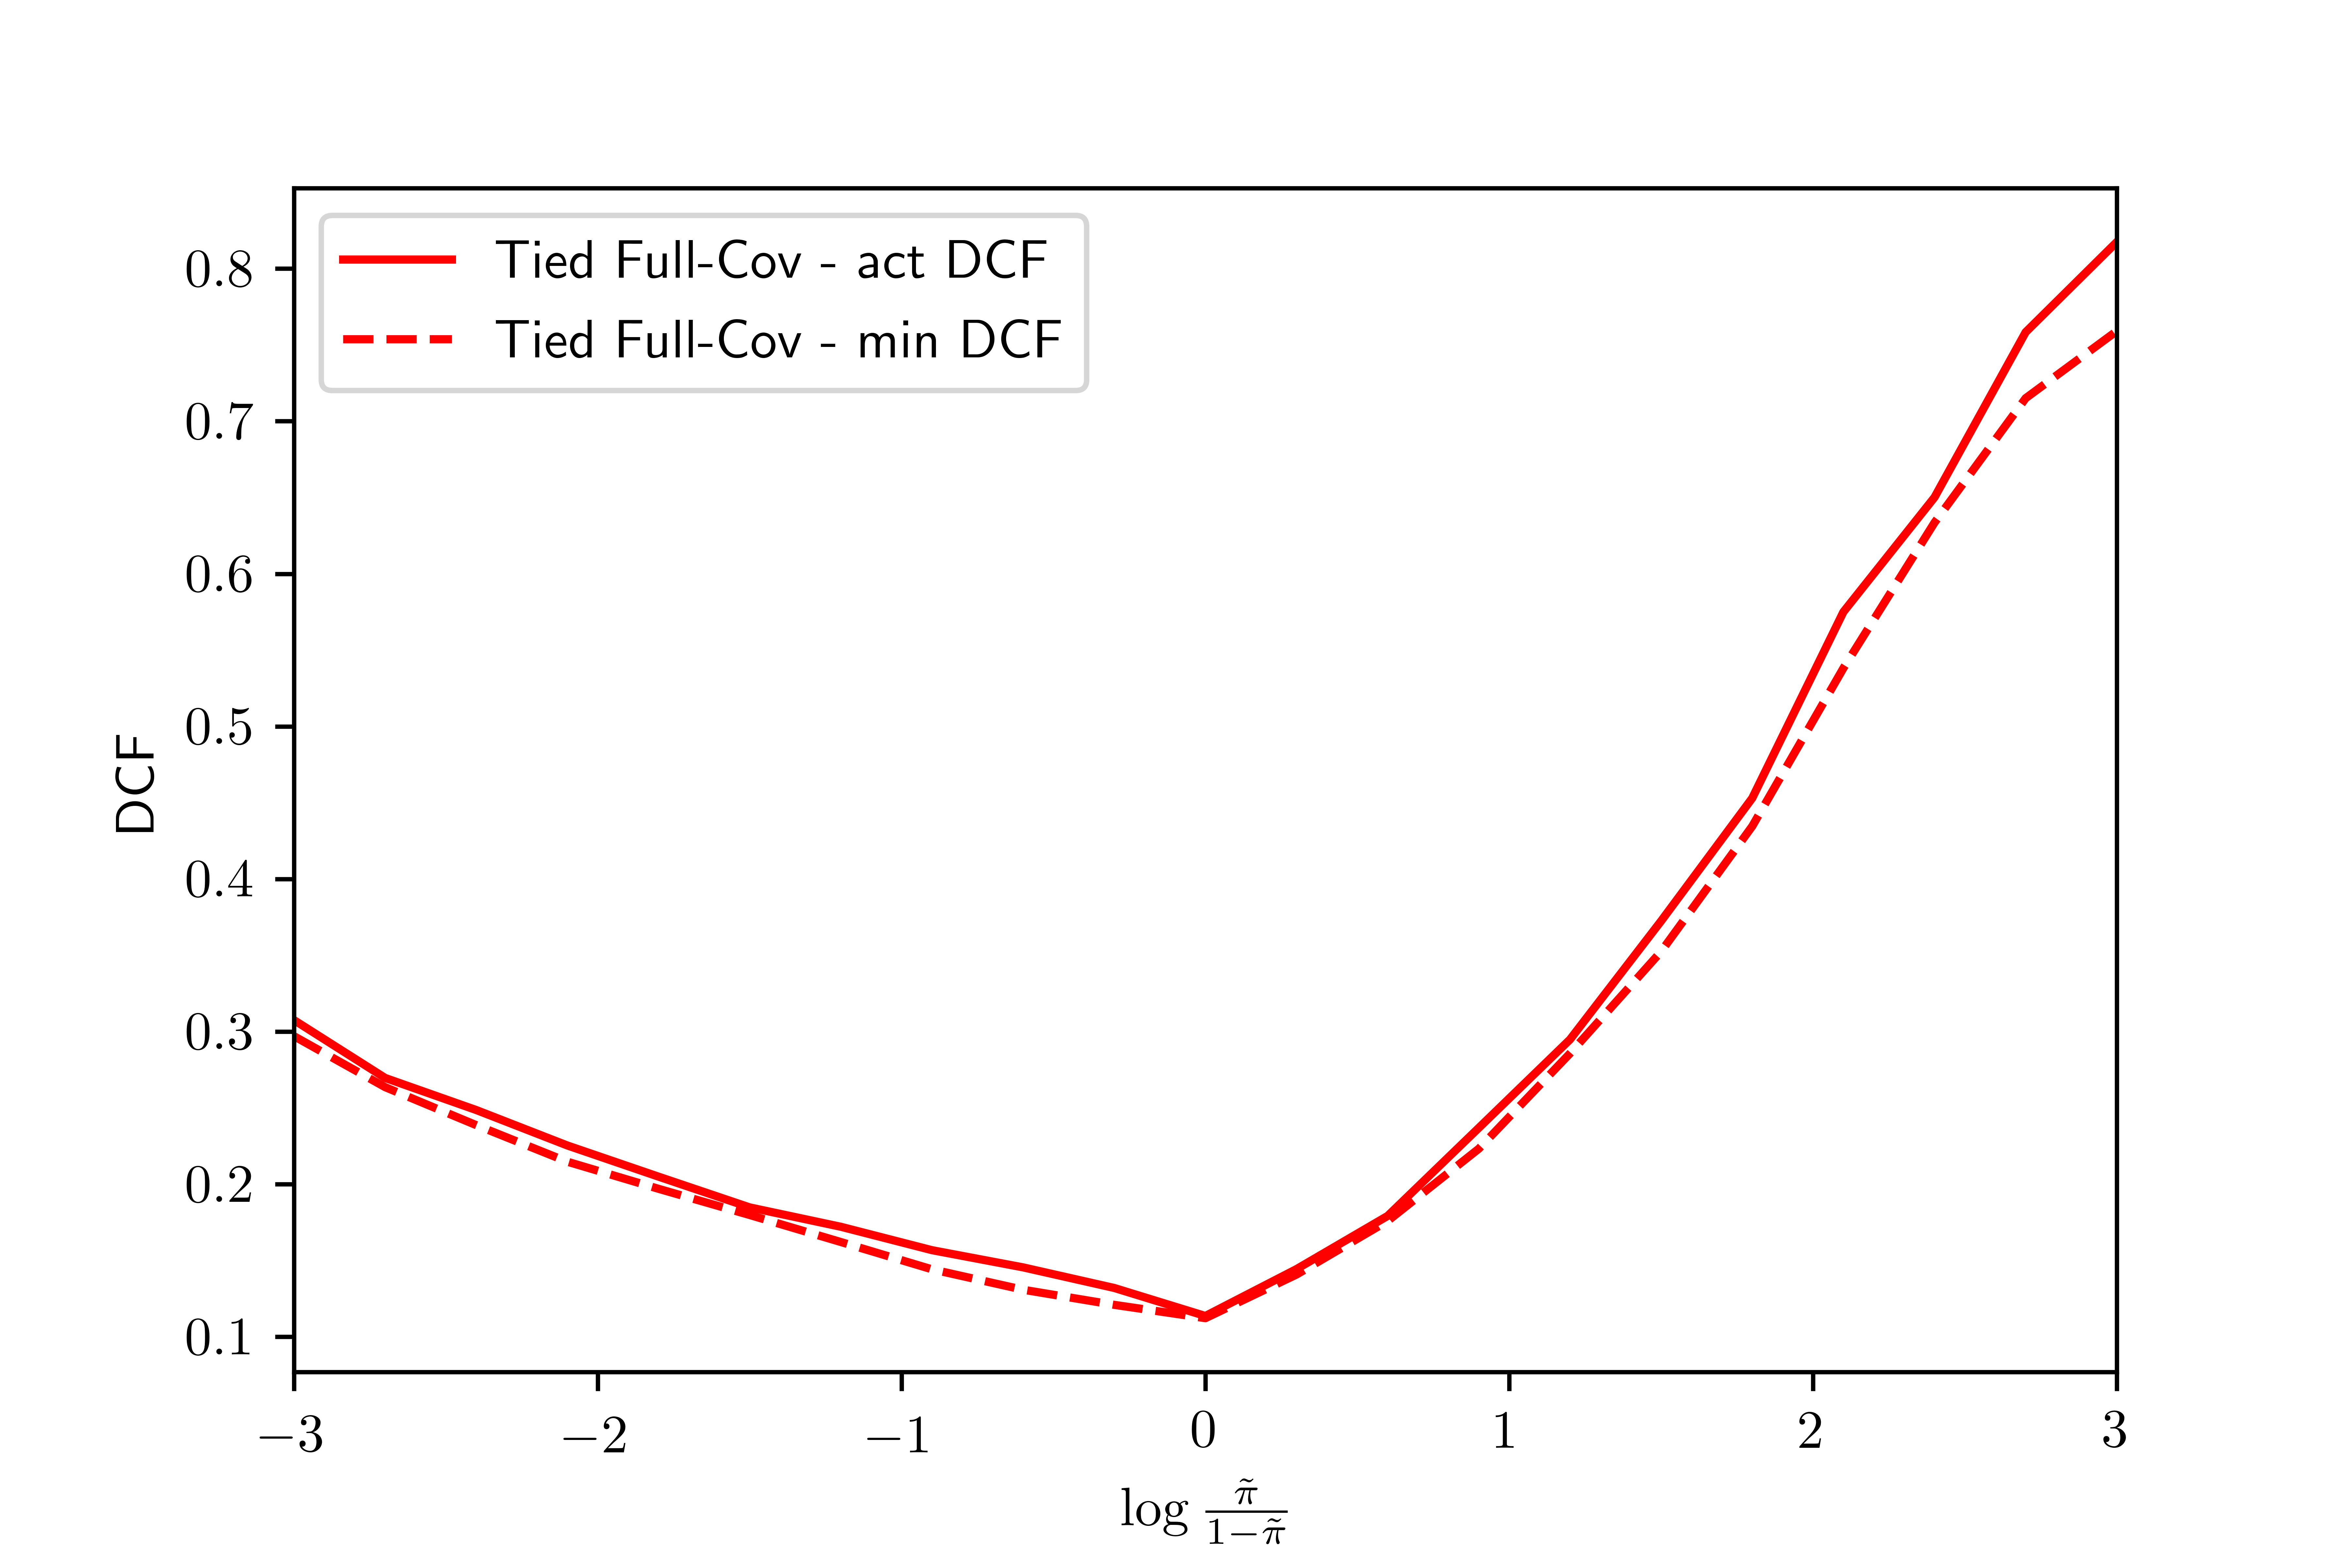 Tied Full-Cov - act DCF
Tied Full-Cov - min DCF
0.8
0.7
0.6
0.5
0.4
0.3
0.2
0.1
DCF
−3 −2 −1 0 1 2 3
log π̃/(1−π̃)